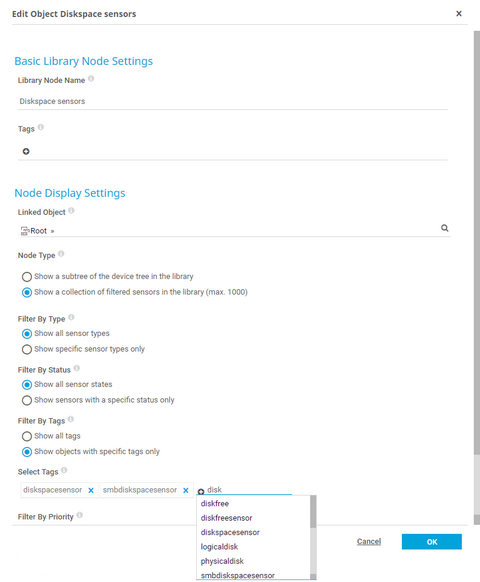 Edit Object Diskspace sensors ×
Basic Library Node Settings
Library Node Name
Diskspace sensors
Tags
Node Display Settings
Linked Object
Root »
Node Type
Show a subtree of the device tree in the library
Show a collection of filtered sensors in the library (max. 1000)
Filter By Type
Show all sensor types
Show specific sensor types only
Filter By Status
Show all sensor states
Show sensors with a specific status only
Filter By Tags
Show all tags
Show objects with specific tags only
Select Tags
diskspacesensor × smbdiskspacesensor × disk
diskfree
Filter By Priority
diskfreesensor
diskspacesensor
Cancel
OK
logicaldisk
physicaldisk
smbdiskspacesensor